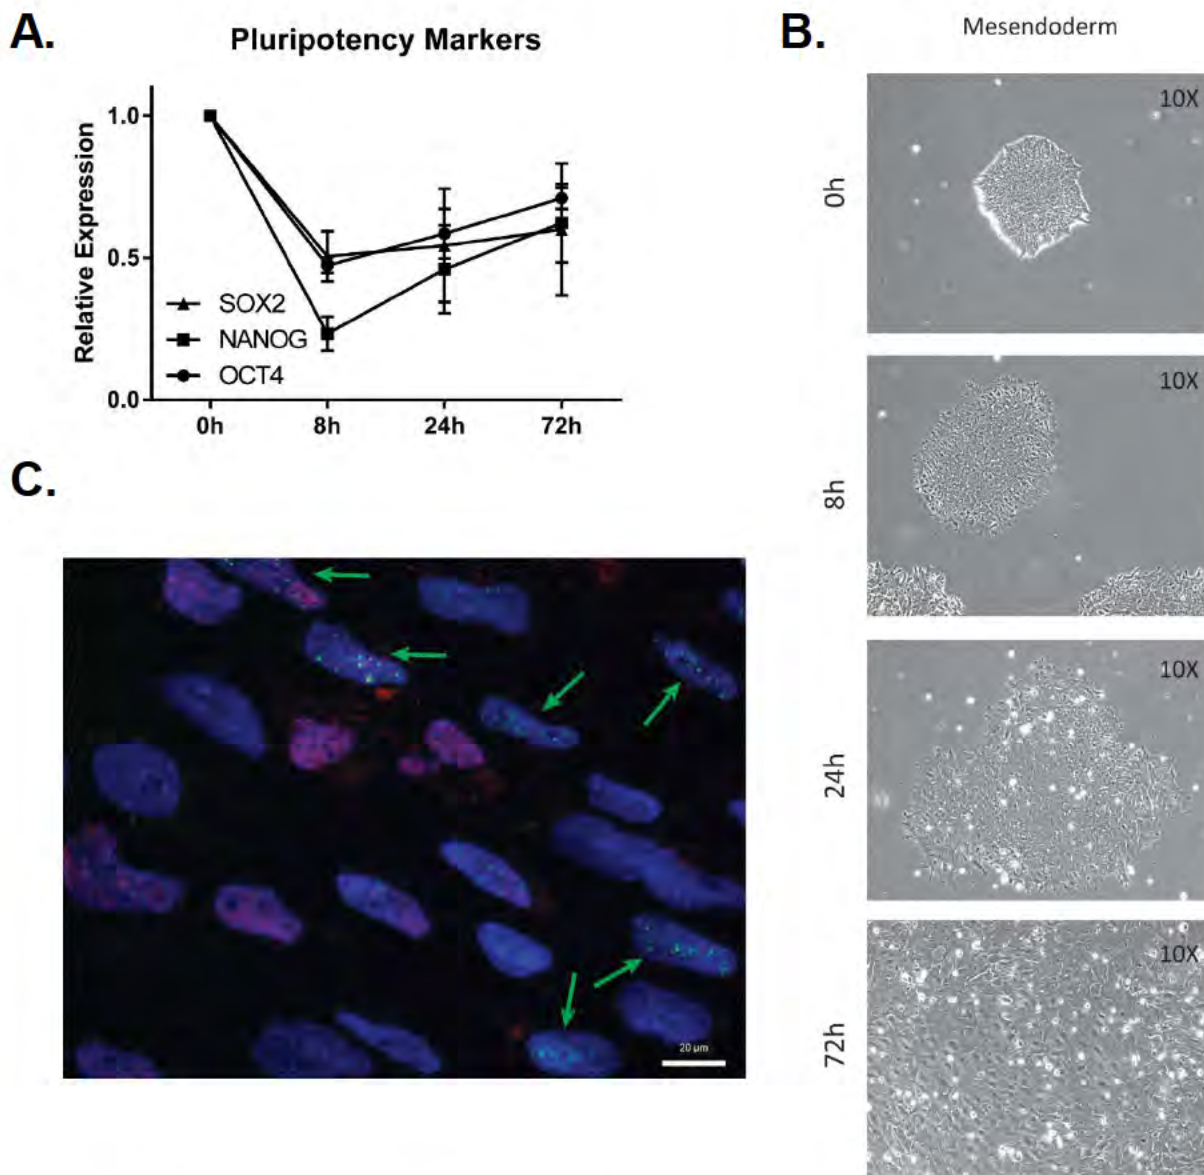 A.
Pluripotency Markers
Relative Expression
1.0
0.5
0.0
SOX2
NANOG
OCT4
0h
8h
24h
72h
B.
Mesendoderm
0h
10X
8h
10X
24h
10X
72h
10X
C.
20 µm